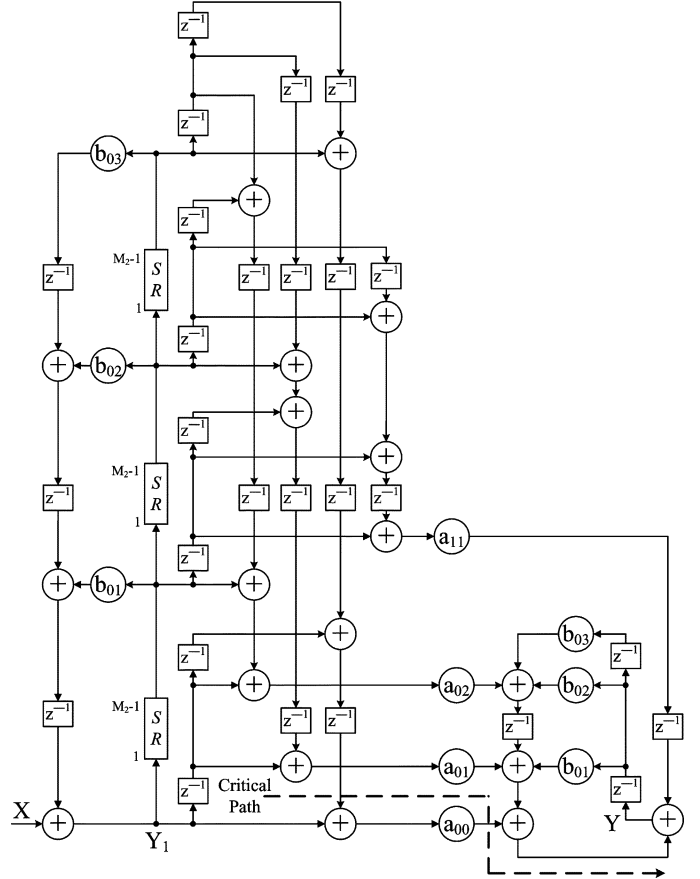 z⁻¹
z⁻¹ z⁻¹
z⁻¹
b₀₃ +
z⁻¹ +
M₂-1 S R 1
z⁻¹ z⁻¹ z⁻¹ z⁻¹ z⁻¹
+
z⁻¹
+ b₀₂ +
+
z⁻¹
+
M₂-1 S R 1
z⁻¹ z⁻¹ z⁻¹ z⁻¹ z⁻¹
+ a₁₁
z⁻¹
+ b₀₁ +
+ b₀₃
z⁻¹ z⁻¹
+ a₀₂ + b₀₂
M₂-1 S R 1
z⁻¹ z⁻¹ z⁻¹ z⁻¹ z⁻¹
+ a₀₁ + b₀₁
z⁻¹ Critical z⁻¹
Path
X + Y₁ + a₀₀ + Y +